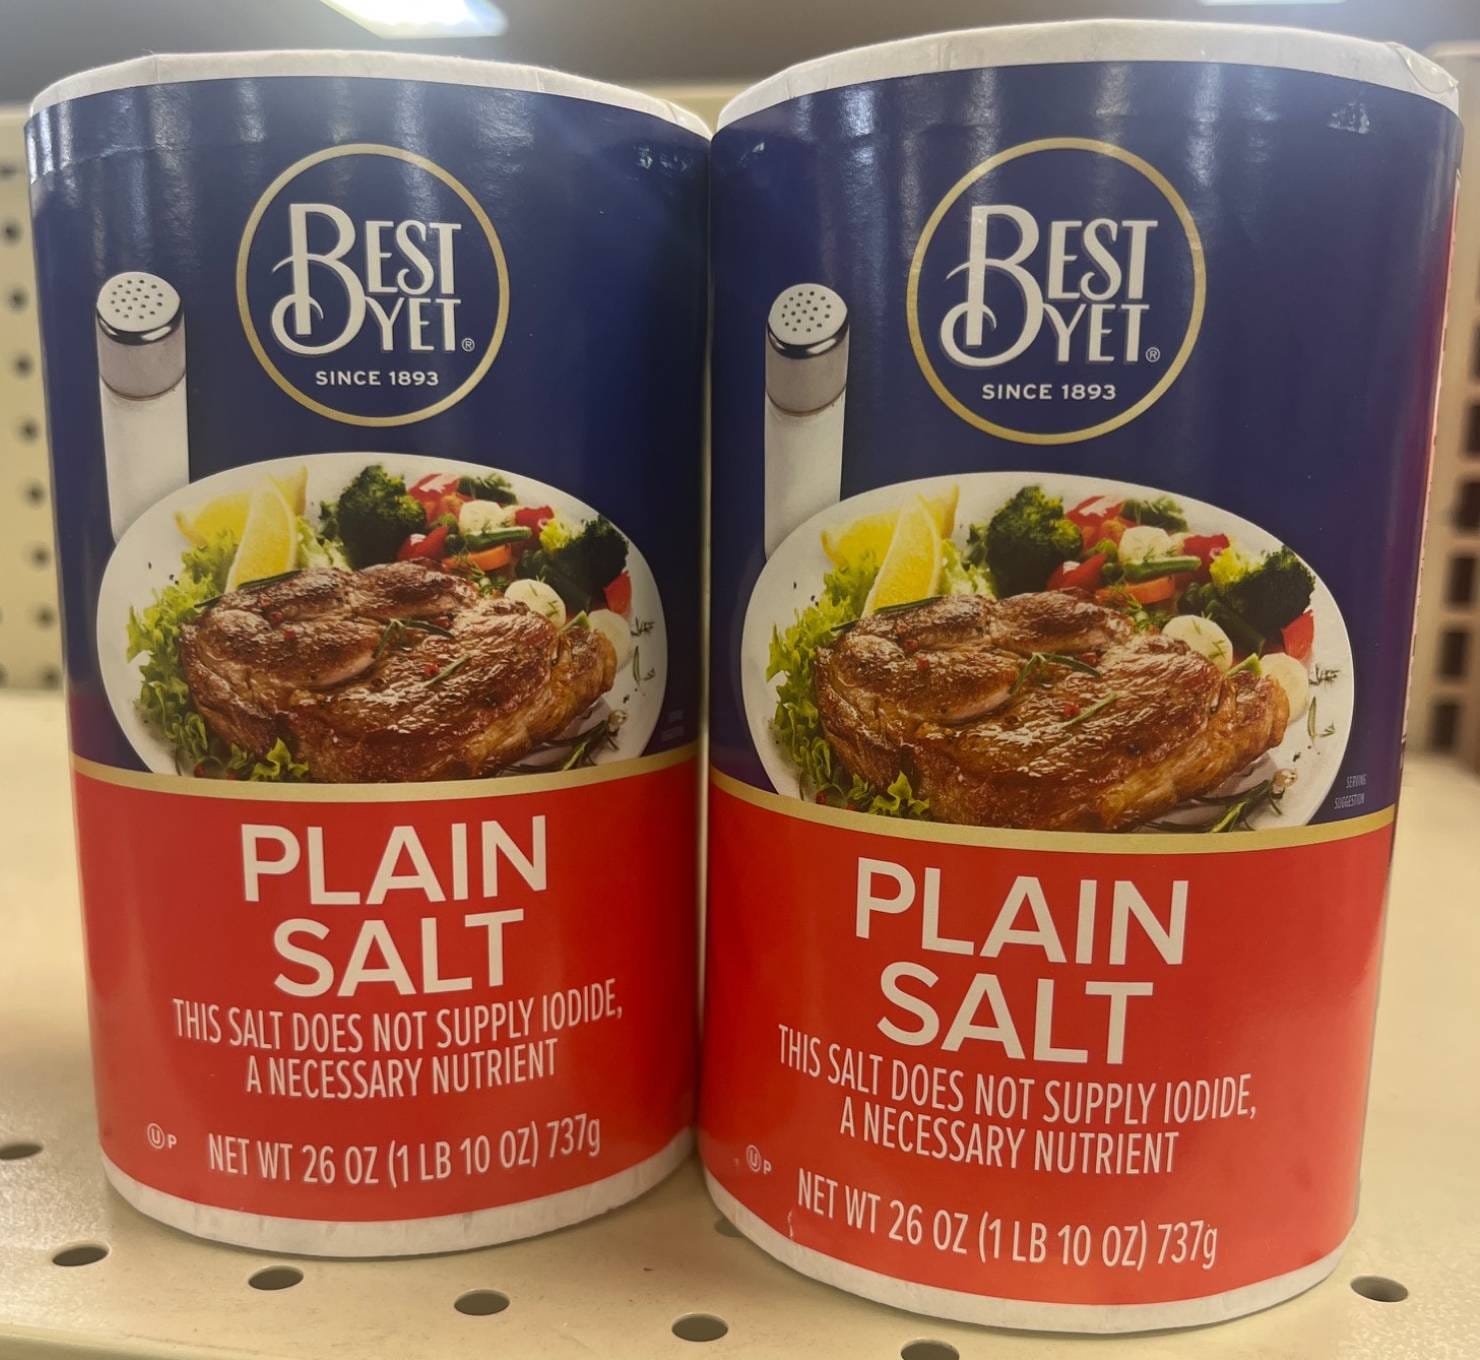 BEST
YET®
SINCE 1893
PLAIN
SALT
THIS SALT DOES NOT SUPPLY IODIDE,
A NECESSARY NUTRIENT
U P
NET WT 26 OZ (1 LB 10 OZ) 737g
BEST
YET®
SINCE 1893
SERVING
SUGGESTION
PLAIN
SALT
THIS SALT DOES NOT SUPPLY IODIDE,
A NECESSARY NUTRIENT
U P
NET WT 26 OZ (1 LB 10 OZ) 737g